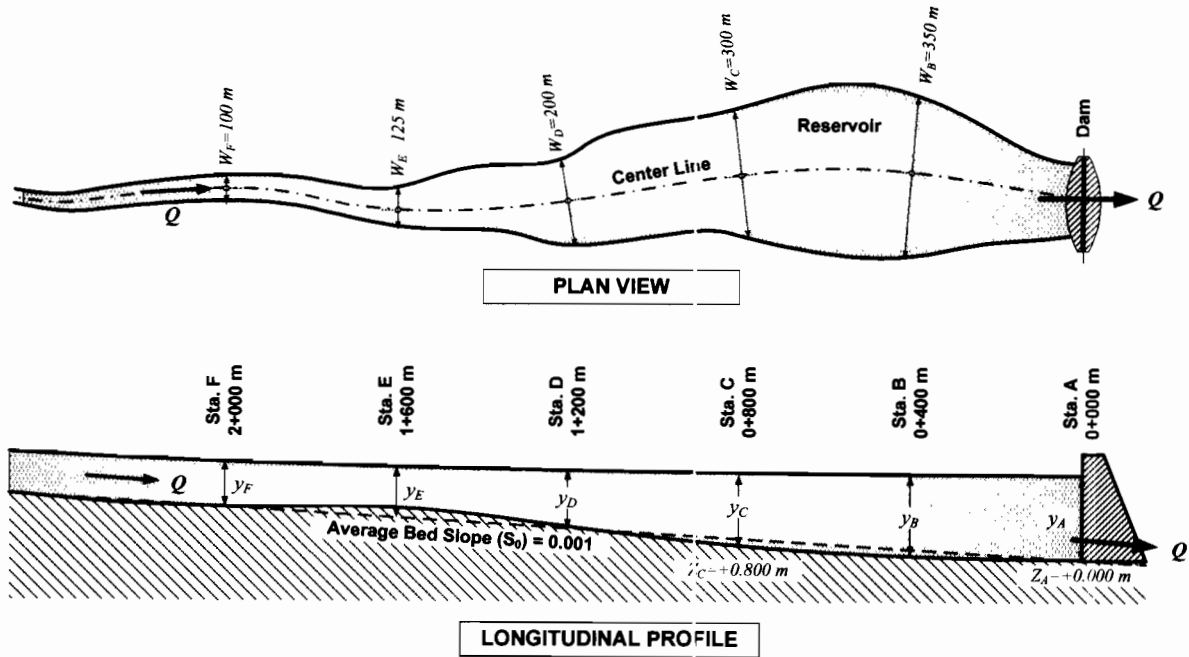 W_F=100 m
W_E 125 m
W_D=200 m
W_C=300 m
W_B=350 m
Reservoir
Dam
Center Line
Q
Q
PLAN VIEW
Sta. F
2+000 m
Sta. E
1+600 m
Sta. D
1+200 m
Sta. C
0+800 m
Sta. B
0+400 m
Sta. A
0+000 m
Q
y_F
y_E
y_D
y_C
y_B
y_A
Average Bed Slope (S_0) = 0.001
Q
+0.800 m
Z_A=+0.000 m
LONGITUDINAL PROFILE